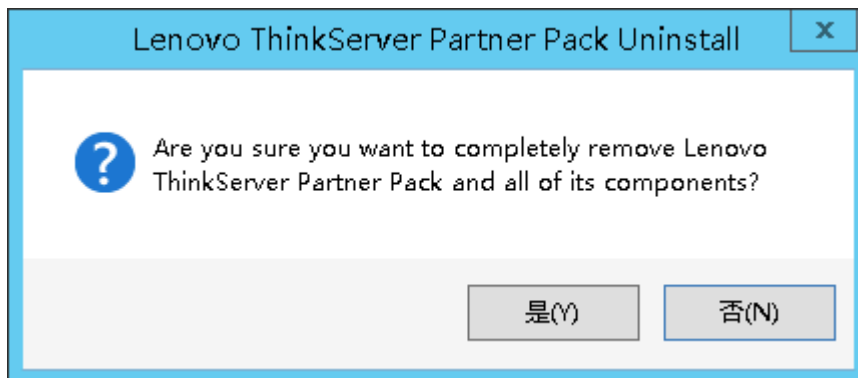 Lenovo ThinkServer Partner Pack Uninstall
x
Are you sure you want to completely remove Lenovo
ThinkServer Partner Pack and all of its components?
是(Y)
否(N)